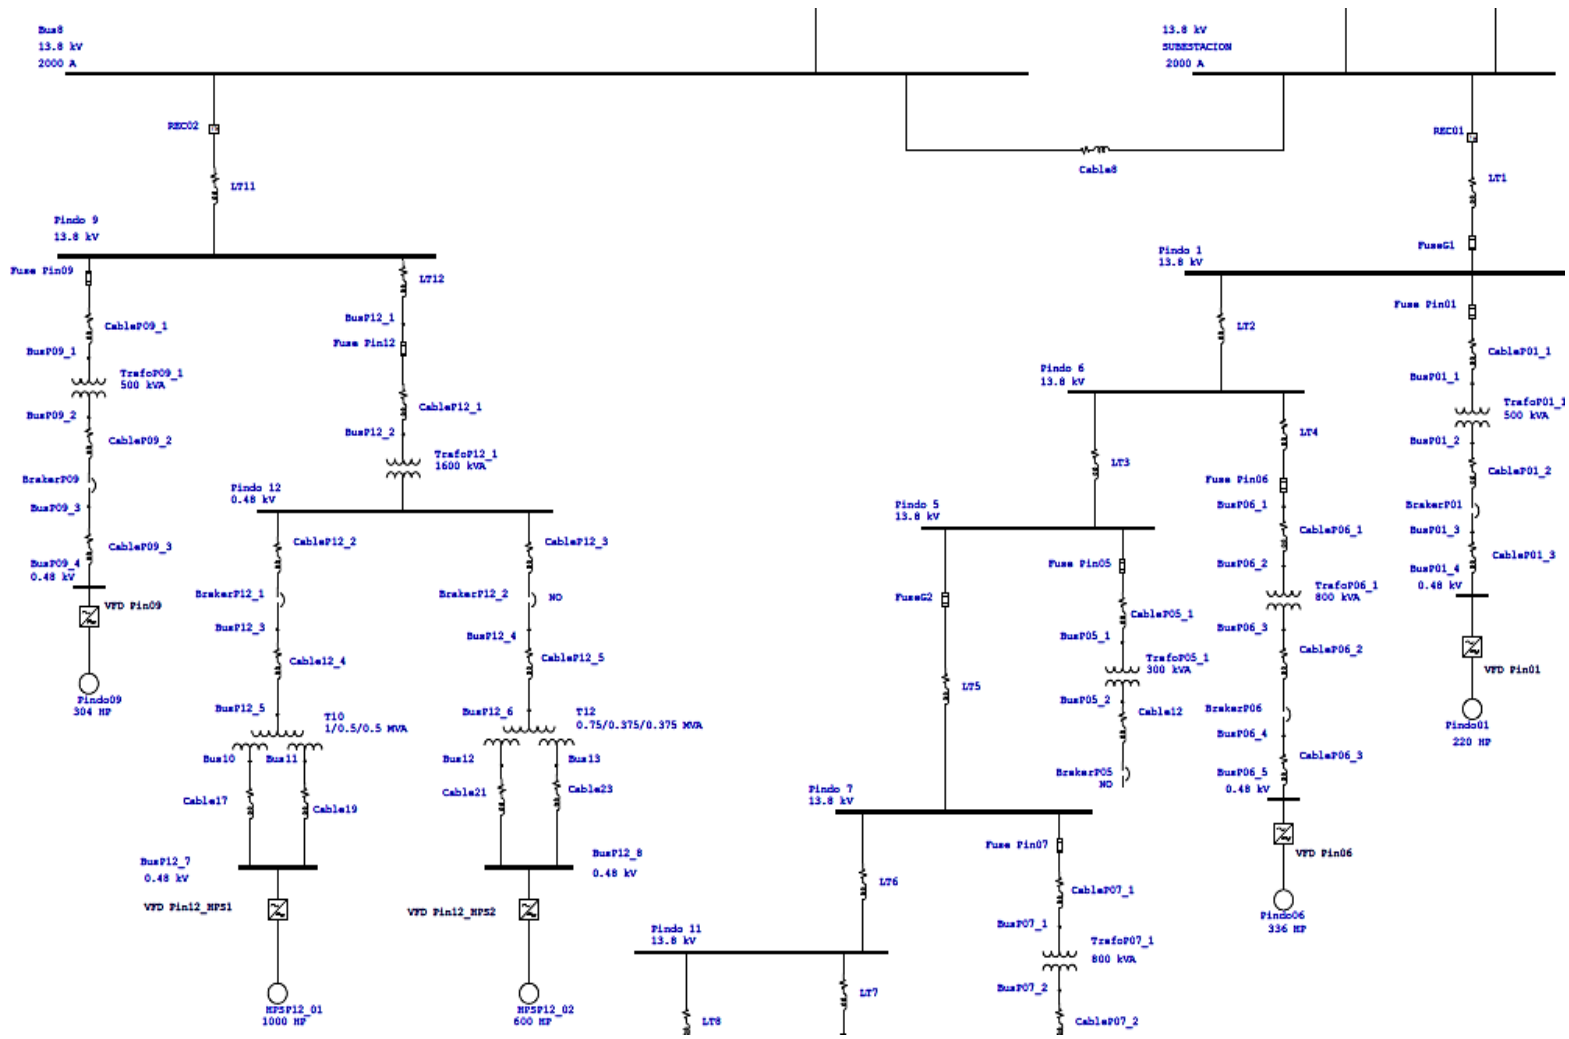 Bus8
13.8 kV
2000 A
13.8 kV
SUBESTACION
2000 A
REC02
REC01
Cable8
LT11
LT1
Pindo 9
13.8 kV
FuseG1
Pindo 1
13.8 kV
Fuse Pin09
LT12
Fuse Pin01
BusP12_1
CableP09_1
LT2
Fuse Pin12
BusP09_1
CableP01_1
TrafoP09_1
500 kVA
Pindo 6
13.8 kV
BusP01_1
CableP12_1
TrafoP01_1
500 kVA
BusP09_2
BusP12_2
LT4
CableP09_2
BusP01_2
TrafoP12_1
1600 kVA
LT3
CableP01_2
BrakerP09
Fuse Pin06
Pindo 12
0.48 kV
BusP09_3
Pindo 5
13.8 kV
BusP06_1
BrakerP01
CableP06_1
BusP01_3
CableP09_3
CableP12_2
CableP12_3
CableP01_3
BusP09_4
0.48 kV
Fuse Pin05
BusP06_2
BusP01_4
0.48 kV
TrafoP06_1
800 kVA
BrakerP12_1
BrakerP12_2
NO
FuseG2
VFD Pin09
CableP05_1
BusP12_3
BusP12_4
BusP05_1
BusP06_3
CableP06_2
Cable12_4
CableP12_5
TrafoP05_1
300 kVA
VFD Pin01
LT5
Pindo09
304 HP
BusP05_2
BusP12_5
BusP12_6
Cable12
BrakerP06
T10
1/0.5/0.5 MVA
T12
0.75/0.375/0.375 MVA
Pindo01
220 HP
BusP06_4
CableP06_3
Bus10
Bus11
Bus12
Bus13
BrakerP05
NO
BusP06_5
0.48 kV
Cable17
Cable19
Cable21
Cable23
Pindo 7
13.8 kV
Fuse Pin07
VFD Pin06
BusP12_7
0.48 kV
BusP12_8
0.48 kV
LT6
CableP07_1
VFD Pin12_HPS1
VFD Pin12_HPS2
Pindo06
336 HP
BusP07_1
Pindo 11
13.8 kV
TrafoP07_1
800 kVA
BusP07_2
LT7
HPSP12_01
1000 HP
HPSP12_02
600 HP
LT8
CableP07_2